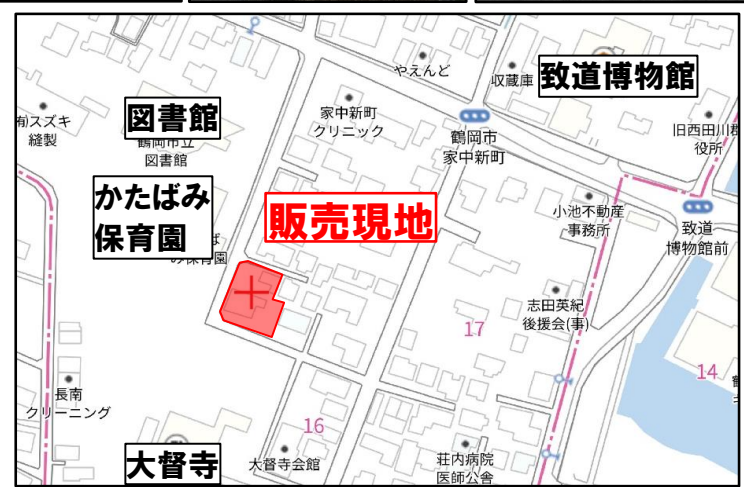 やえんど
収蔵庫
致道博物館
有)スズキ
縫製
図書館
鶴岡市立
図書館
家中新町
クリニック
鶴岡市
家中新町
旧西田川郡
役所
かたばみ
保育園
み保育園
販売現地
小池不動産
事務所
致道
博物館前
志田英紀
後援会(事)
17
14
長南
クリーニング
16
大督寺
大督寺会館
荘内病院
医師公舎